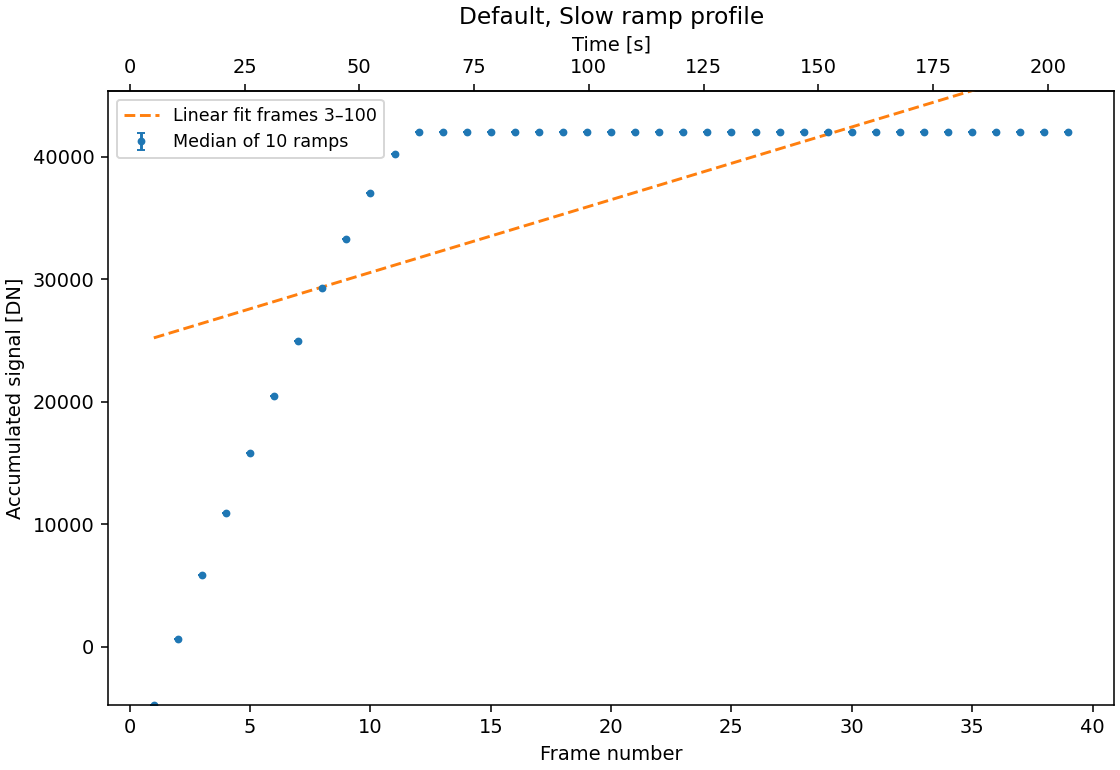 Default, Slow ramp profile
Time [s]
0 25 50 75 100 125 150 175 200
Linear fit frames 3–100
Median of 10 ramps
Accumulated signal [DN]
40000
30000
20000
10000
0
0 5 10 15 20 25 30 35 40
Frame number